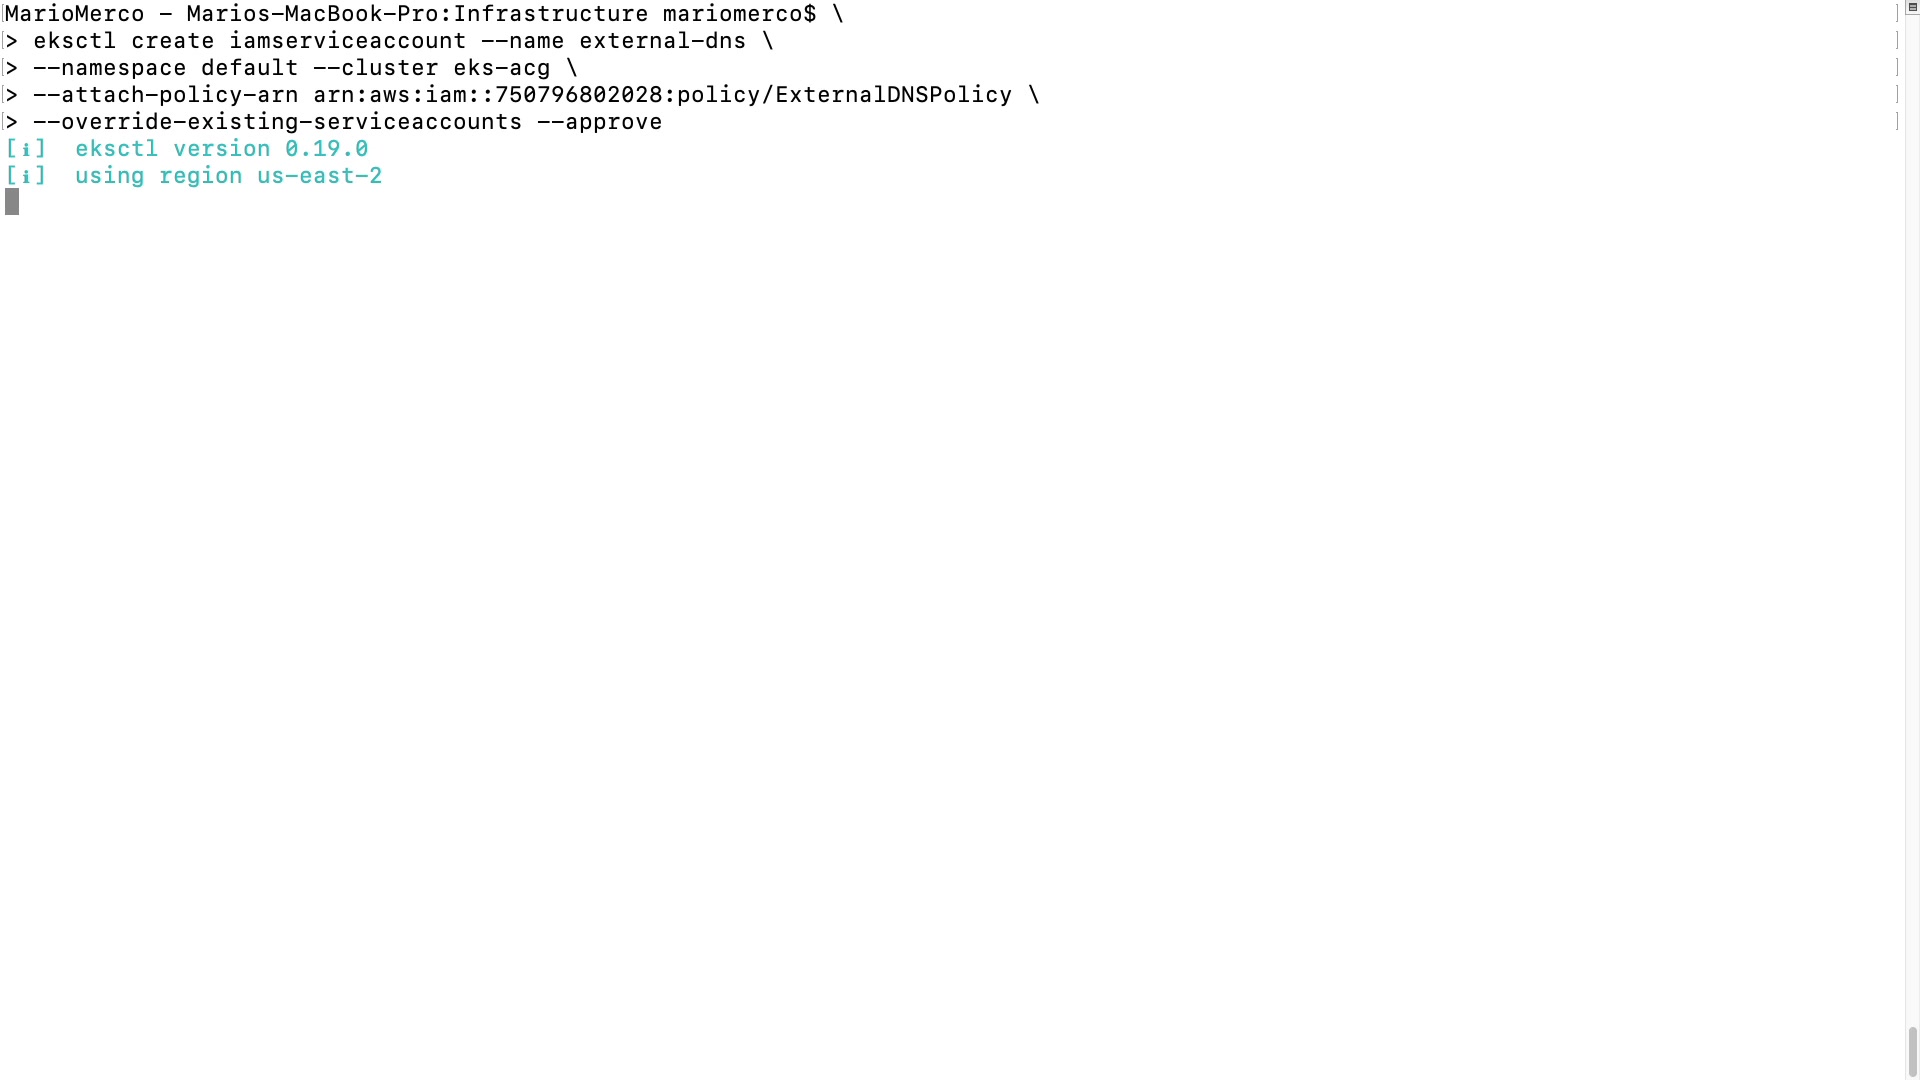 MarioMerco - Marios-MacBook-Pro:Infrastructure mariomerco$ \
> eksctl create iamserviceaccount --name external-dns \
> --namespace default --cluster eks-acg \
> --attach-policy-arn arn:aws:iam::750796802028:policy/ExternalDNSPolicy \
> --override-existing-serviceaccounts --approve
[ℹ]  eksctl version 0.19.0
[ℹ]  using region us-east-2